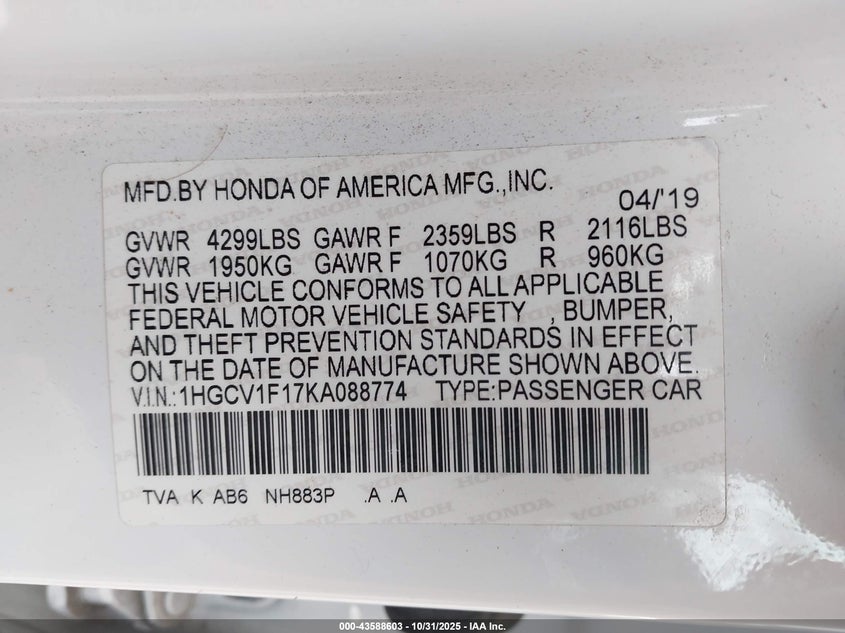 MFD.BY HONDA OF AMERICA MFG.,INC.
04/'19
GVWR 4299LBS GAWR F 2359LBS R 2116LBS
GVWR 1950KG GAWR F 1070KG R 960KG
THIS VEHICLE CONFORMS TO ALL APPLICABLE
FEDERAL MOTOR VEHICLE SAFETY , BUMPER,
AND THEFT PREVENTION STANDARDS IN EFFECT
ON THE DATE OF MANUFACTURE SHOWN ABOVE.
V.I.N.:1HGCV1F17KA088774 TYPE:PASSENGER CAR
TVA K AB6 NH883P .A .A
000-43588603 - 10/31/2025 - IAA Inc.